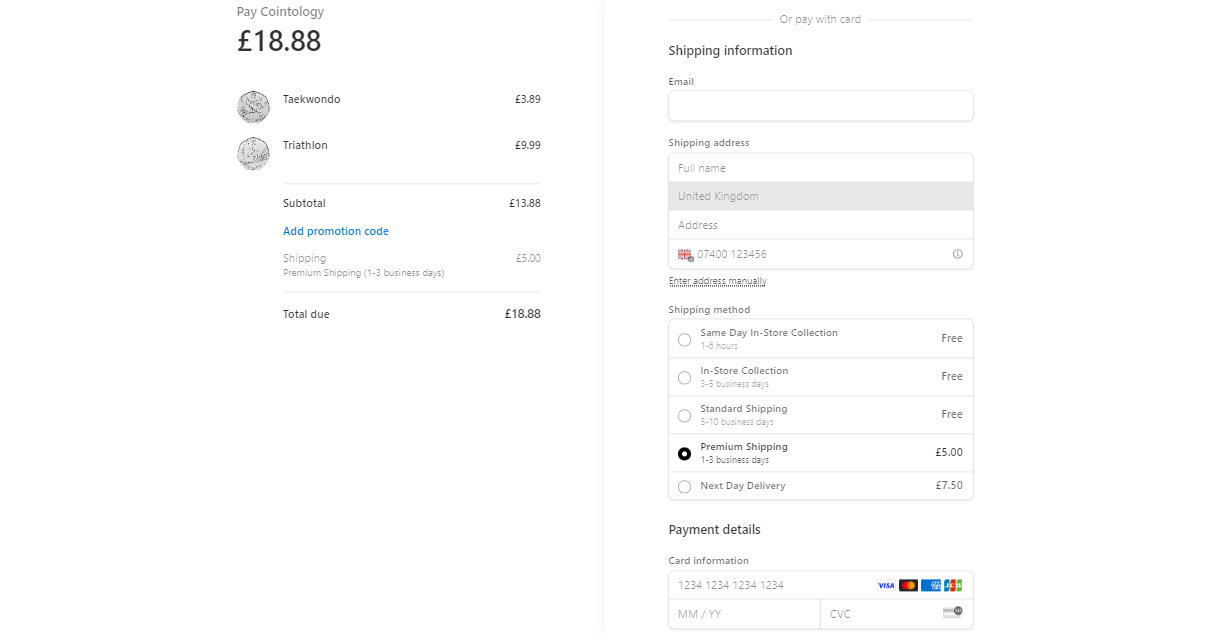 Pay Cointology
£18.88
Taekwondo £3.89
Triathlon £9.99
Subtotal £13.88
Add promotion code
Shipping £5.00
Premium Shipping (1-3 business days)
Total due £18.88
Or pay with card
Shipping information
Email
Shipping address
Full name
United Kingdom
Address
07400 123456
Enter address manually
Shipping method
Same Day In-Store Collection Free
1-6 hours
In-Store Collection Free
3-5 business days
Standard Shipping Free
5-10 business days
Premium Shipping £5.00
1-3 business days
Next Day Delivery £7.50
Payment details
Card information
1234 1234 1234 1234 VISA
MM / YY CVC